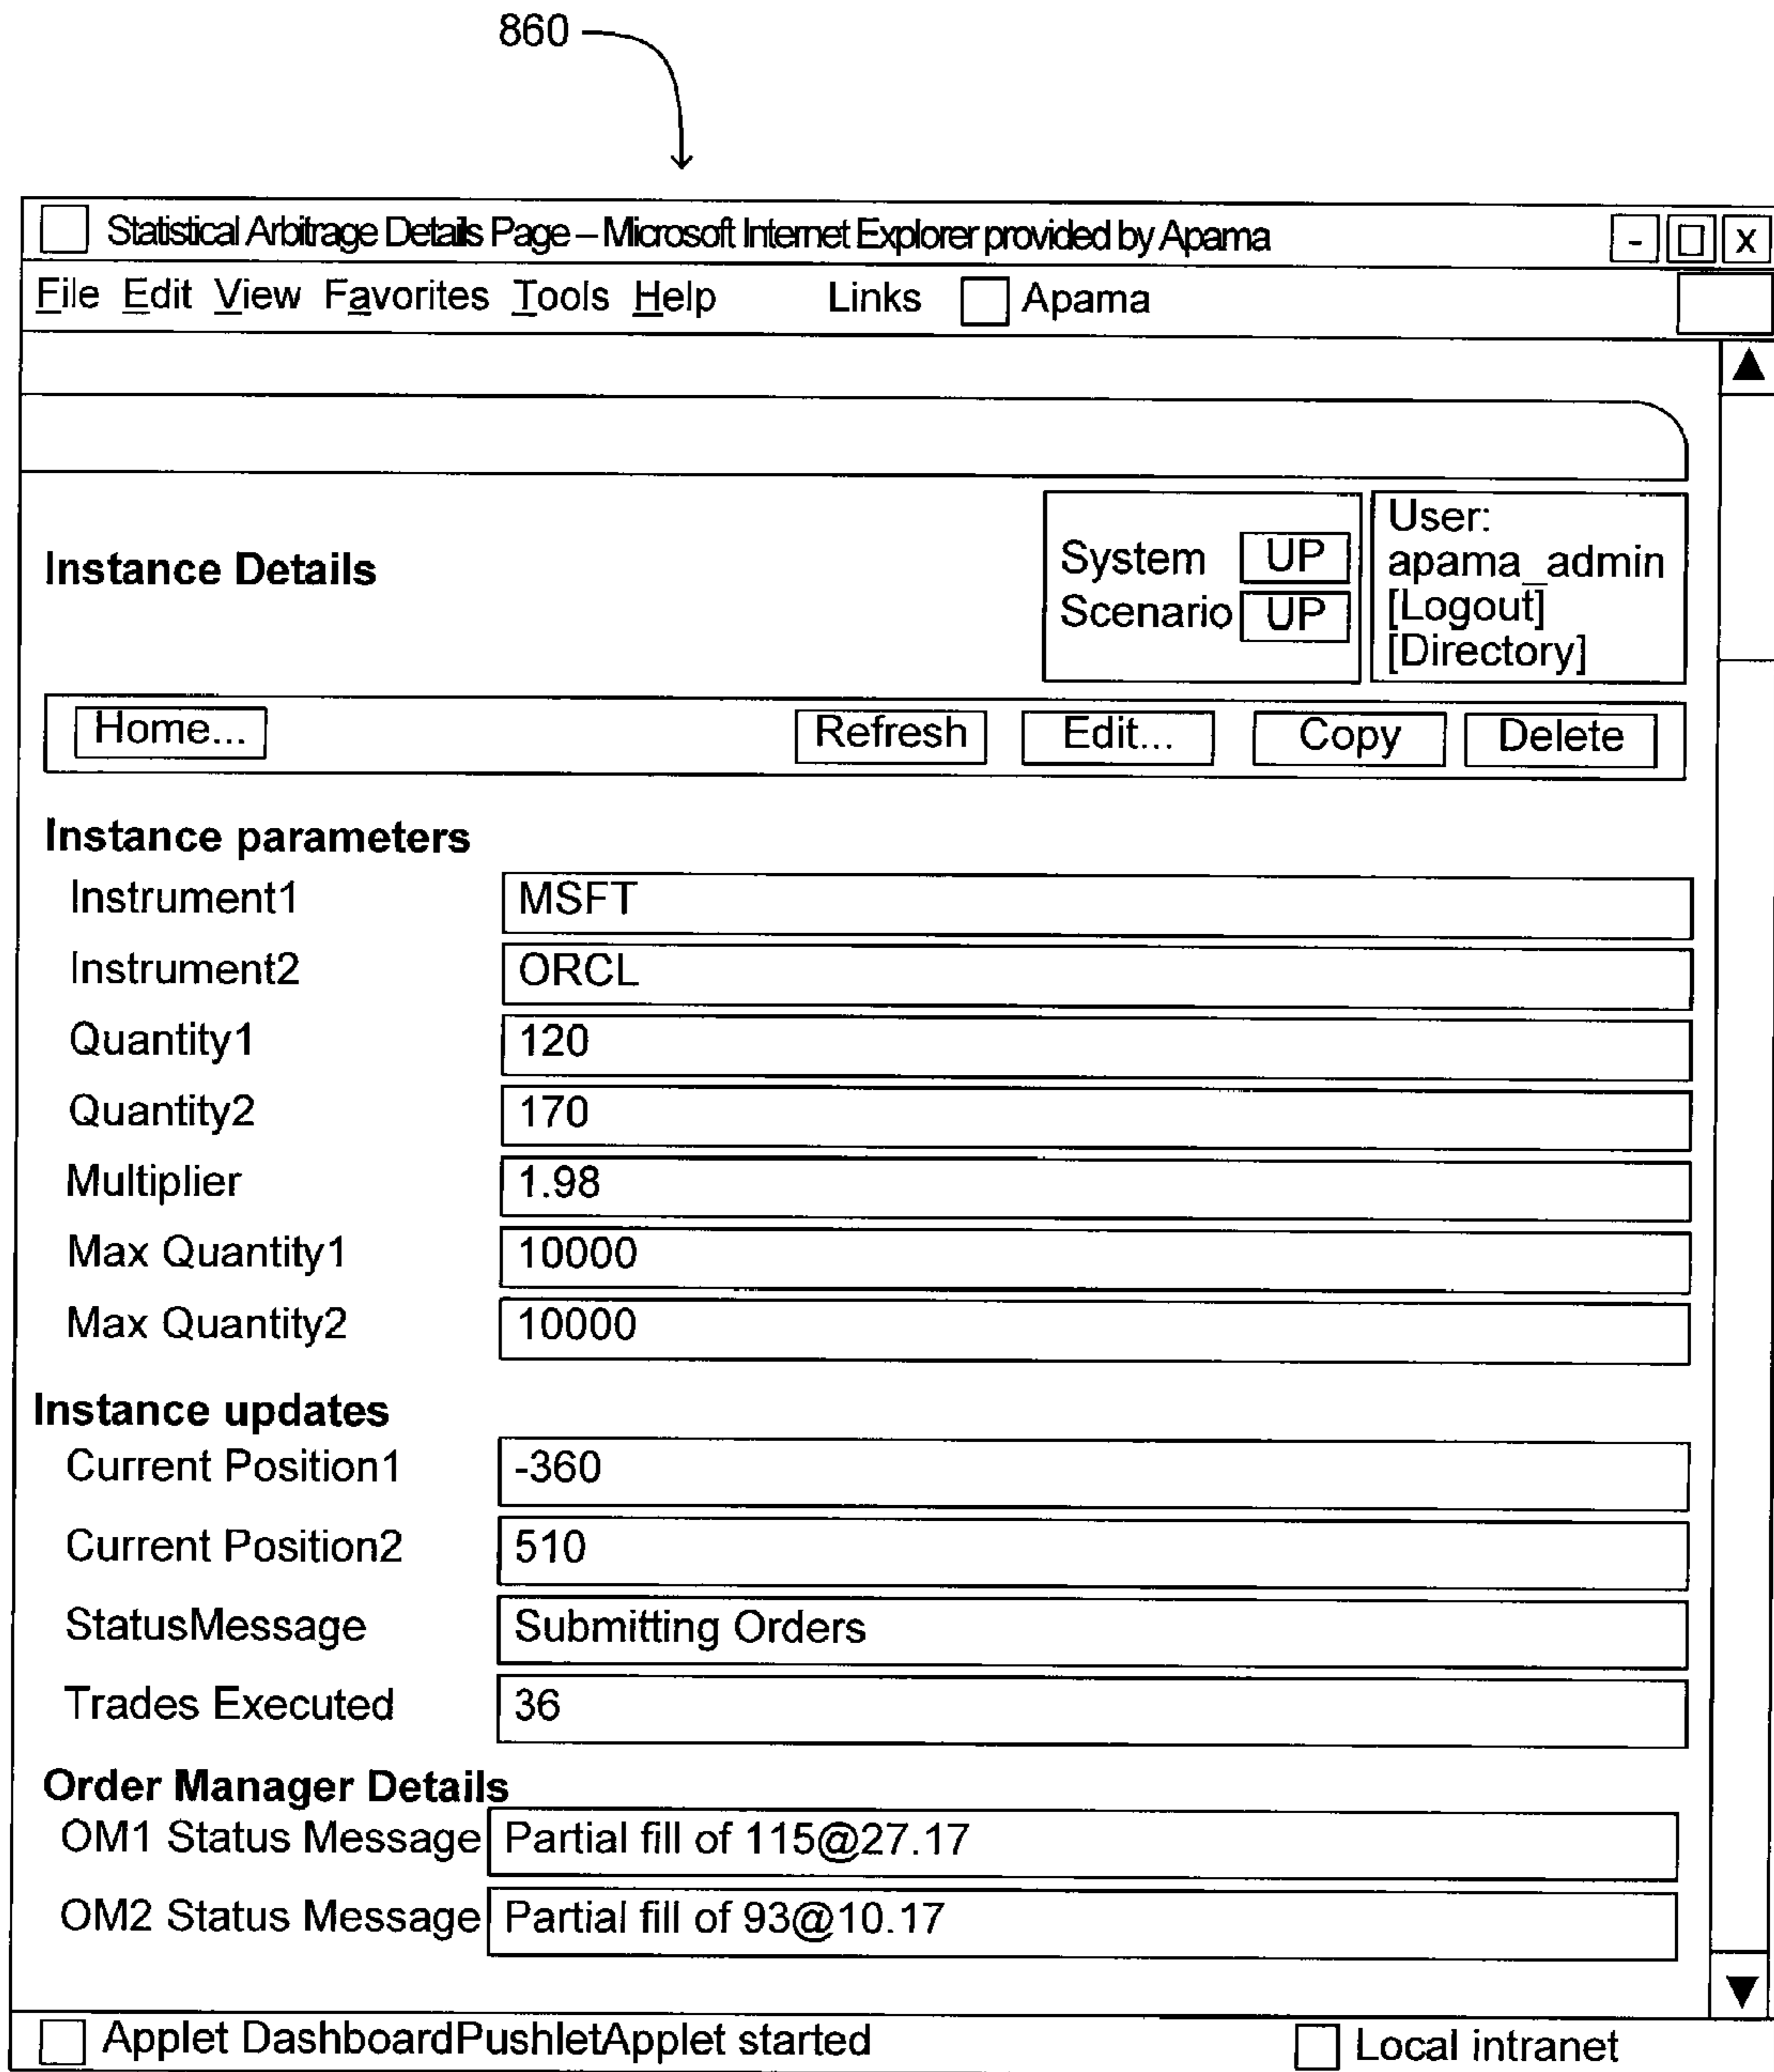 860
Statistical Arbitrage Details Page – Microsoft Internet Explorer provided by Apama - X
File Edit View Favorites Tools Help Links Apama
Instance Details
System UP
Scenario UP
User:
apama_admin
[Logout]
[Directory]
Home... Refresh Edit... Copy Delete
Instance parameters
Instrument1 MSFT
Instrument2 ORCL
Quantity1 120
Quantity2 170
Multiplier 1.98
Max Quantity1 10000
Max Quantity2 10000
Instance updates
Current Position1 -360
Current Position2 510
StatusMessage Submitting Orders
Trades Executed 36
Order Manager Details
OM1 Status Message Partial fill of 115@27.17
OM2 Status Message Partial fill of 93@10.17
Applet DashboardPushletApplet started Local intranet